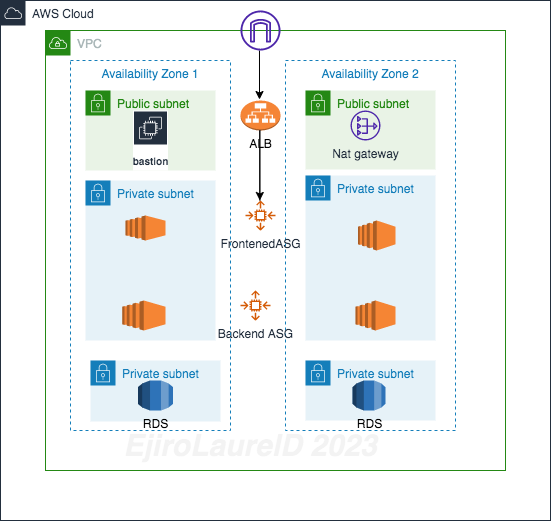 AWS Cloud
VPC
Availability Zone 1
Availability Zone 2
Public subnet
bastion
ALB
Public subnet
Nat gateway
Private subnet
Private subnet
FrontenedASG
Backend ASG
Private subnet
RDS
Private subnet
RDS
EjiroLaureID 2023